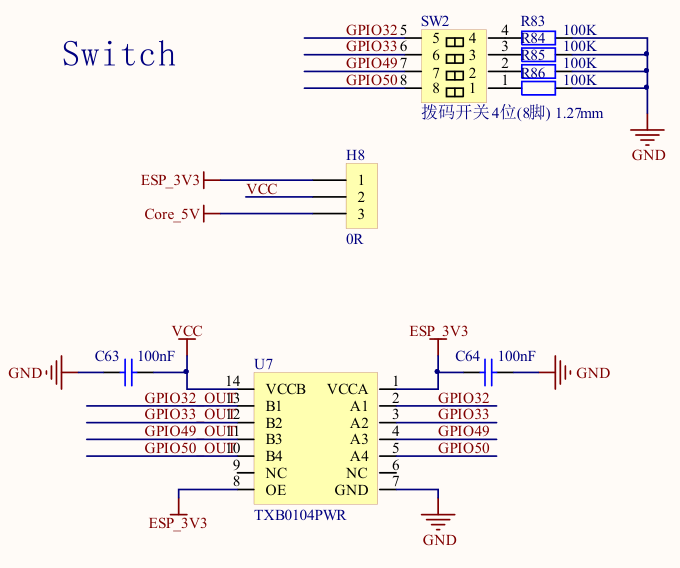 Switch
SW2
R83
GPIO32 5
5 4
4
100K
GPIO33 6
6 3
3
R84
100K
GPIO49 7
7 2
2
R85
100K
GPIO50 8
8 1
1
R86
100K
拨码开关4位(8脚) 1.27mm
GND
H8
ESP_3V3
1
VCC
2
Core_5V
3
0R
VCC
ESP_3V3
C63 100nF
C64 100nF
GND
GND
U7
14 VCCB VCCA 1
GPIO32_OUT 13 B1 A1 2 GPIO32
GPIO33_OUT 12 B2 A2 3 GPIO33
GPIO49_OUT 11 B3 A3 4 GPIO49
GPIO50_OUT 10 B4 A4 5 GPIO50
9 NC NC 6
8 OE GND 7
TXB0104PWR
ESP_3V3
GND